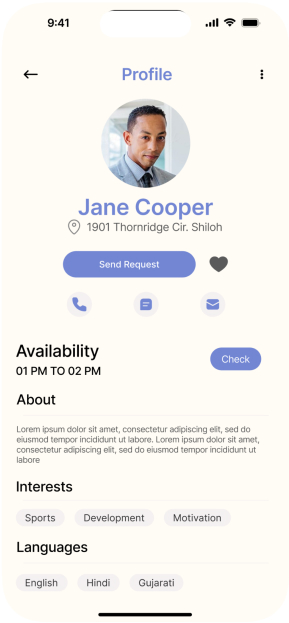 9:41
Profile
Jane Cooper
1901 Thornridge Cir. Shiloh
Send Request
Availability
01 PM TO 02 PM
Check
About
Lorem ipsum dolor sit amet, consectetur adipiscing elit, sed do
eiusmod tempor incididunt ut labore. Lorem ipsum dolor sit amet,
consectetur adipiscing elit, sed do eiusmod tempor incididunt ut
labore
Interests
Sports Development Motivation
Languages
English Hindi Gujarati